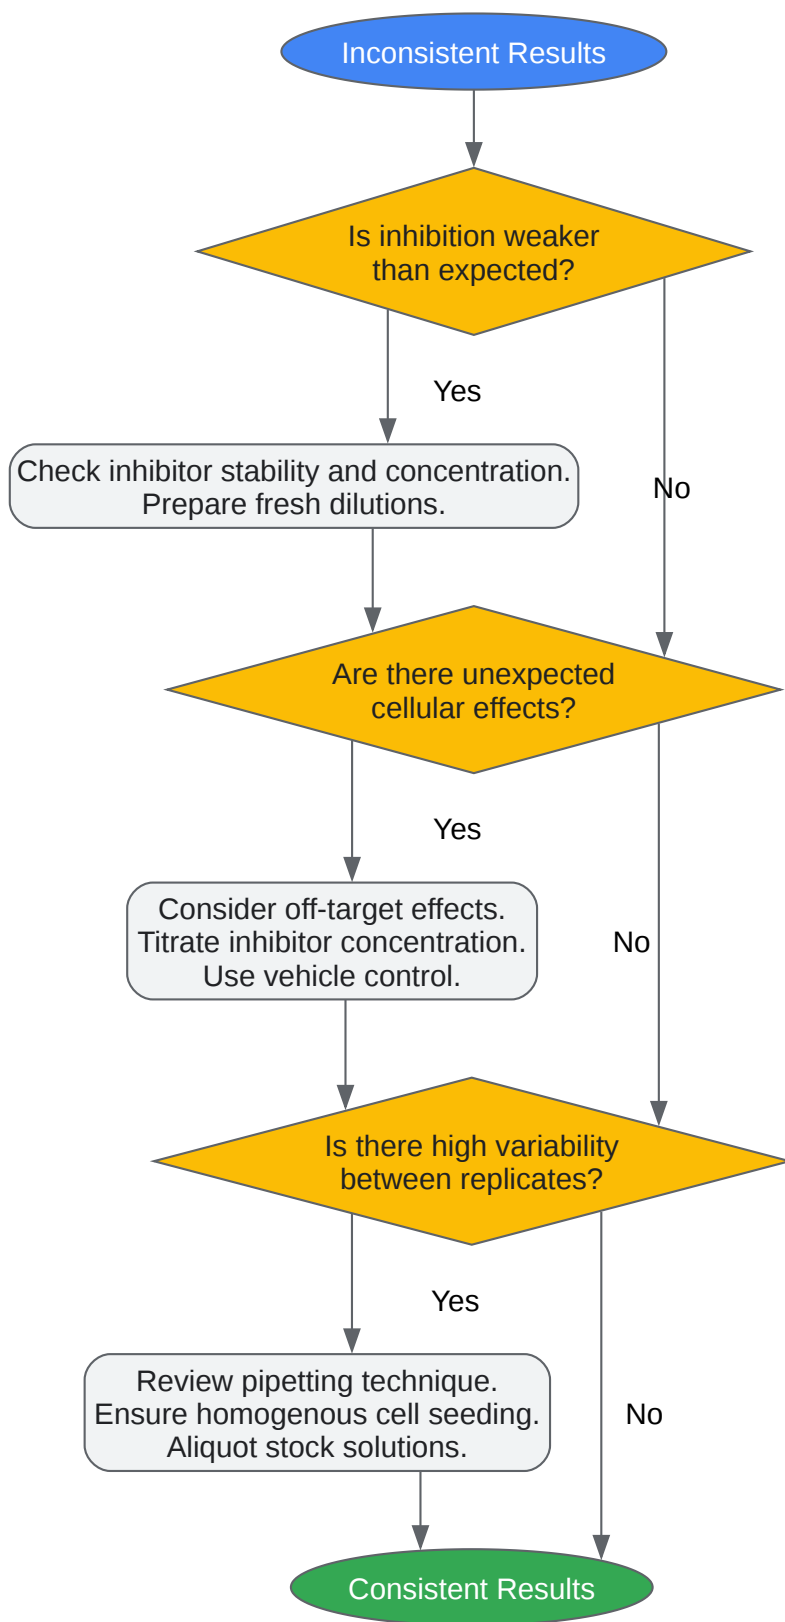 Inconsistent Results
Is inhibition weaker
than expected?
Yes
Check inhibitor stability and concentration.
Prepare fresh dilutions.
No
Are there unexpected
cellular effects?
Yes
Consider off-target effects.
Titrate inhibitor concentration.
Use vehicle control.
No
Is there high variability
between replicates?
Yes
Review pipetting technique.
Ensure homogenous cell seeding.
Aliquot stock solutions.
No
Consistent Results